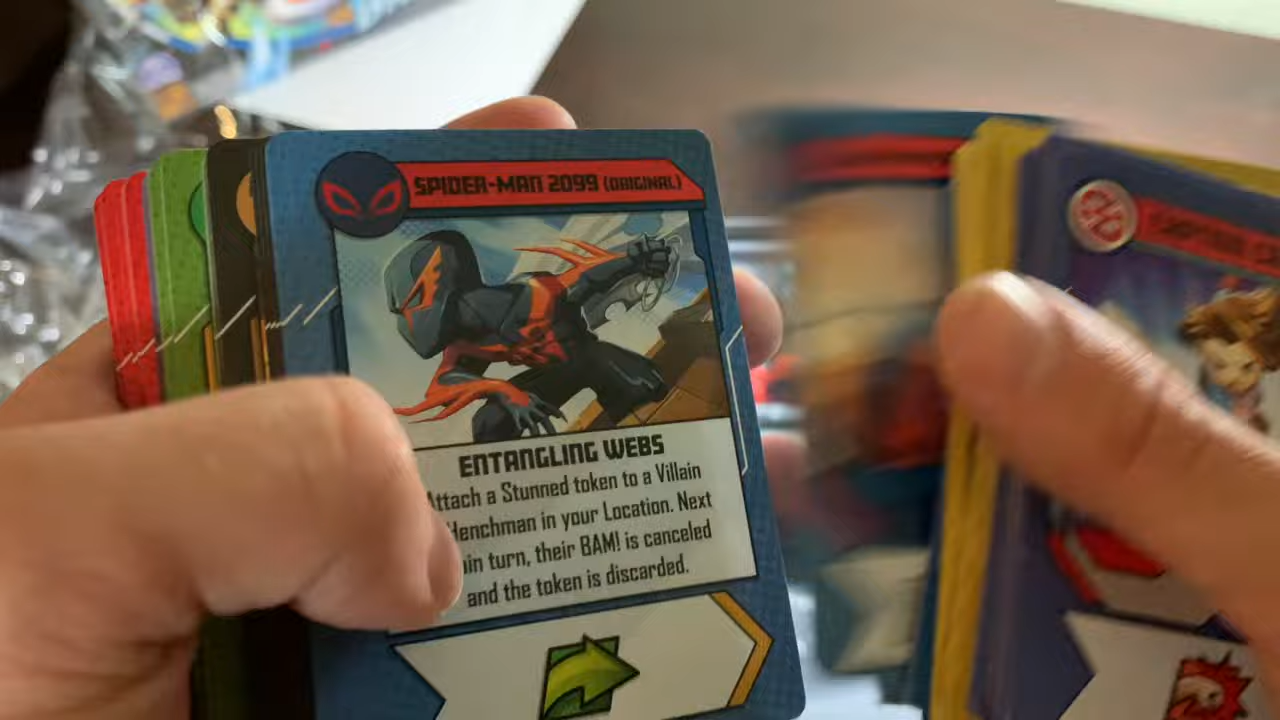 SPIDER-MAN 2099 (ORIGINAL)
ENTANGLING WEBS
Attach a Stunned token to a Villain
Henchman in your Location. Next
turn, their BAM! is canceled
and the token is discarded.